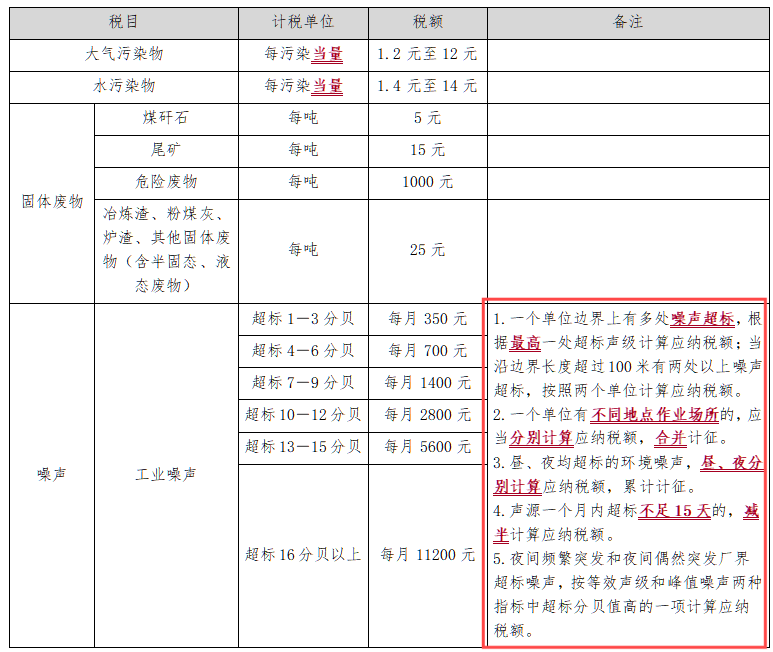 税目 计税单位 税额 备注
大气污染物 每污染当量 1.2 元至 12 元
水污染物 每污染当量 1.4 元至 14 元
固体废物
煤矸石 每吨 5 元
尾矿 每吨 15 元
危险废物 每吨 1000 元
冶炼渣、粉煤灰、
炉渣、其他固体废
物（含半固态、液
态废物）
每吨 25 元
噪声
工业噪声
超标 1—3 分贝 每月 350 元
超标 4—6 分贝 每月 700 元
超标 7—9 分贝 每月 1400 元
超标 10—12 分贝 每月 2800 元
超标 13—15 分贝 每月 5600 元
超标 16 分贝以上 每月 11200 元
1.一个单位边界上有多处噪声超标，根
据最高一处超标声级计算应纳税额；当
沿边界长度超过 100 米有两处以上噪声
超标，按照两个单位计算应纳税额。
2.一个单位有不同地点作业场所的，应
当分别计算应纳税额，合并计征。
3.昼、夜均超标的环境噪声，昼、夜分
别计算应纳税额，累计计征。
4.声源一个月内超标不足 15 天的，减
半计算应纳税额。
5.夜间频繁突发和夜间偶然突发厂界
超标噪声，按等效声级和峰值噪声两种
指标中超标分贝值高的一项计算应纳
税额。